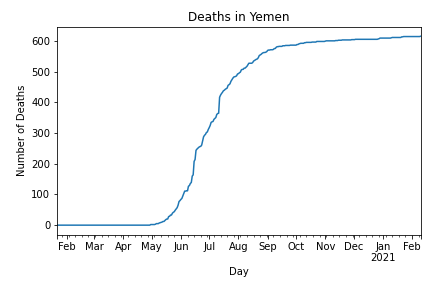 Deaths in Yemen
Number of Deaths
600
500
400
300
200
100
0
Feb Mar Apr May Jun Jul Aug Sep Oct Nov Dec Jan Feb
2021
Day